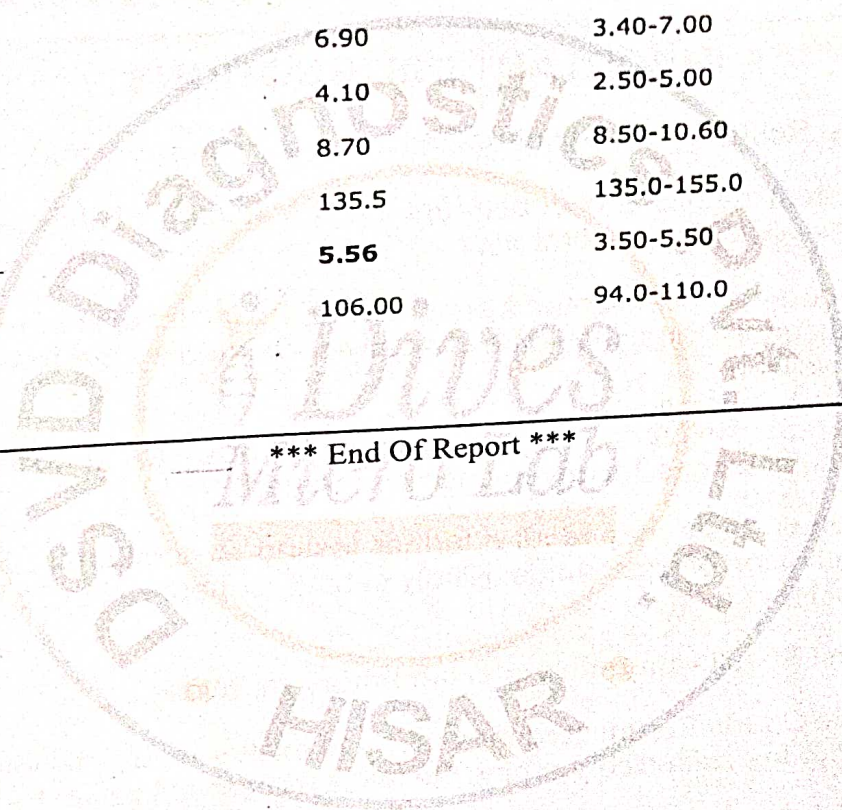 6.90 3.40-7.00
4.10 2.50-5.00
8.70 8.50-10.60
135.5 135.0-155.0
5.56 3.50-5.50
106.00 94.0-110.0
*** End Of Report ***
DSVD Diagnostics Pvt. Ltd
Dives
Micro Lab
HISAR